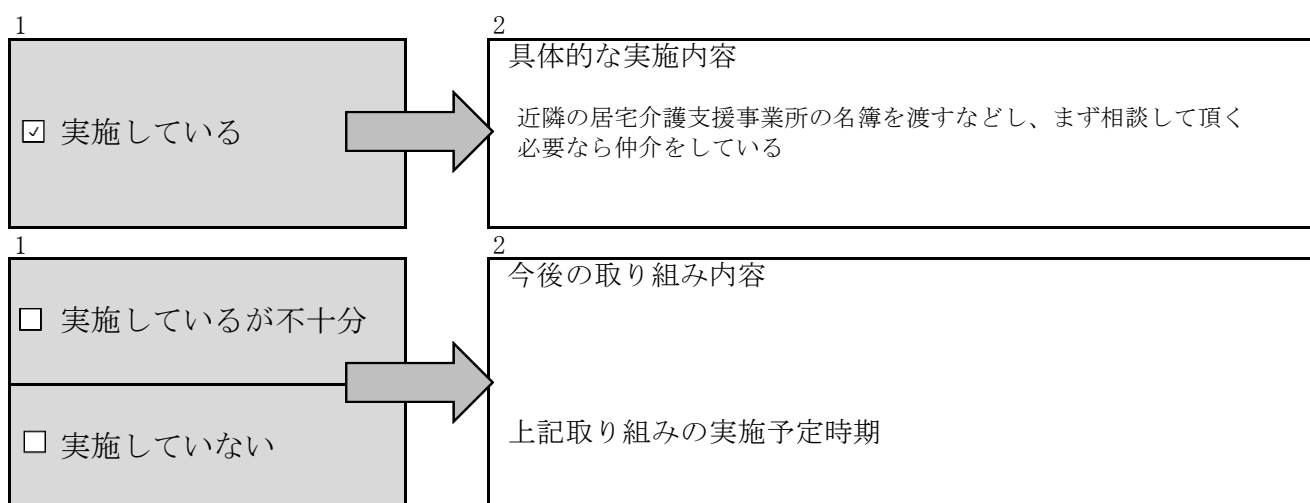 1
2
☑ 実施している
具体的な実施内容
近隣の居宅介護支援事業所の名簿を渡すなどし、まず相談して頂く
必要なら仲介をしている
1
2
☐ 実施しているが不十分
☐ 実施していない
今後の取り組み内容
上記取り組みの実施予定時期